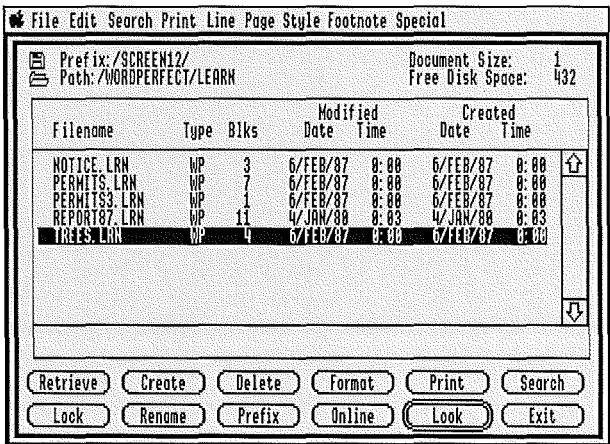 File Edit Search Print Line Page Style Footnote Special
Prefix:/SCREEN12/ Document Size: 1
Path:/WORDPERFECT/LEARN Free Disk Space: 432
Modified Created
Filename Type Blks Date Time Date Time
NOTICE.LRN WP 3 6/FEB/87 0:00 6/FEB/87 0:00
PERMITS.LRN WP 7 6/FEB/87 0:00 6/FEB/87 0:00
PERMITS3.LRN WP 1 6/FEB/87 0:00 6/FEB/87 0:00
REPORT87.LRN WP 11 4/JAN/80 0:03 4/JAN/80 0:03
TREES.LRN WP 4 6/FEB/87 0:00 6/FEB/87 0:00
Retrieve Create Delete Format Print Search
Lock Rename Prefix Online Look Exit